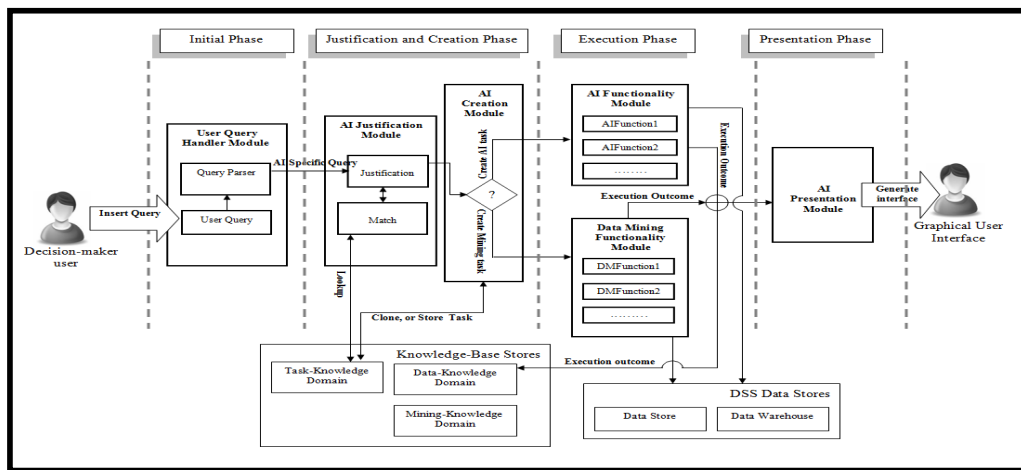 Initial Phase
Justification and Creation Phase
Execution Phase
Presentation Phase
Decision-maker
user
Insert Query
User Query
Handler Module
Query Parser
User Query
AI Specific Query
AI Justification
Module
Justification
Match
Lookup
AI
Creation
Module
?
Create AI task
Create Mining task
Clone, or Store Task
AI Functionality
Module
AIFunction1
AIFunction2
........
Execution Outcome
Execution Outcome
Data Mining
Functionality
Module
DMFunction1
DMFunction2
.........
AI
Presentation
Module
Generate
interface
Graphical User
Interface
Knowledge-Base Stores
Task-Knowledge
Domain
Data-Knowledge
Domain
Mining-Knowledge
Domain
Execution outcome
DSS Data Stores
Data Store
Data Warehouse